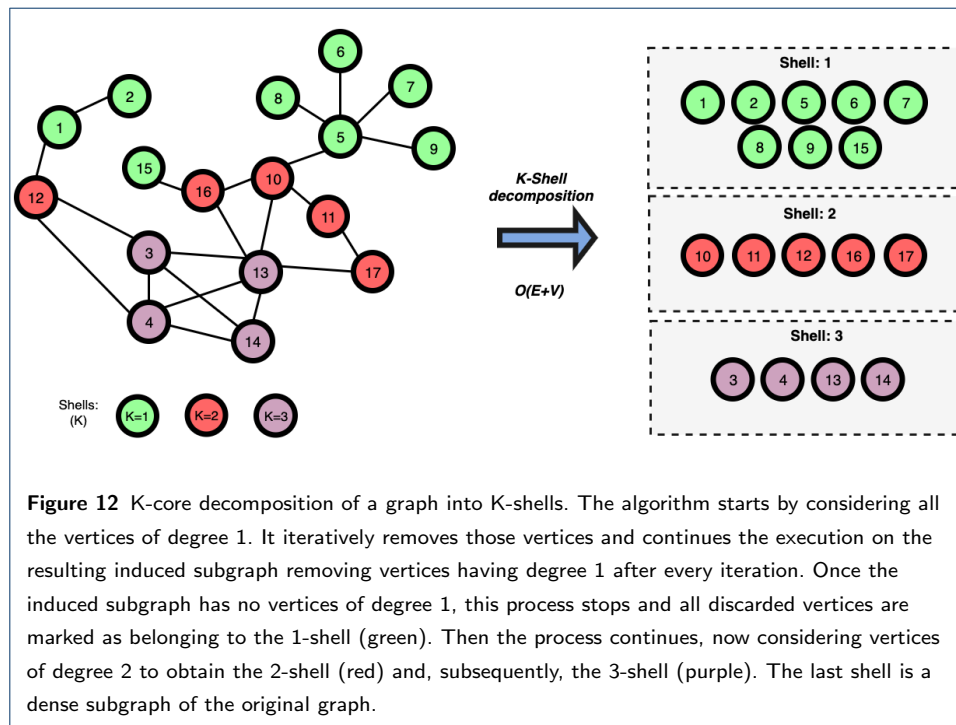 6
2
8
7
1
5
9
15
10
16
12
11
3
13
17
4
14
Shells:
(K)
K=1
K=2
K=3
K-Shell
decomposition
O(E+V)
Shell: 1
1 2 5 6 7
8 9 15
Shell: 2
10 11 12 16 17
Shell: 3
3 4 13 14
Figure 12 K-core decomposition of a graph into K-shells. The algorithm starts by considering all
the vertices of degree 1. It iteratively removes those vertices and continues the execution on the
resulting induced subgraph removing vertices having degree 1 after every iteration. Once the
induced subgraph has no vertices of degree 1, this process stops and all discarded vertices are
marked as belonging to the 1-shell (green). Then the process continues, now considering vertices
of degree 2 to obtain the 2-shell (red) and, subsequently, the 3-shell (purple). The last shell is a
dense subgraph of the original graph.